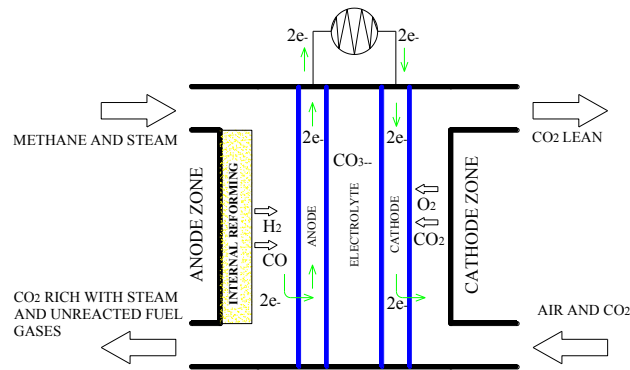 2e-
2e-
METHANE AND STEAM
CO2 LEAN
2e-
2e-
CO3--
ANODE ZONE
INTERNAL REFORMING
H2
CO
ANODE
ELECTROLYTE
CATHODE
O2
CO2
CATHODE ZONE
2e-
2e-
CO2 RICH WITH STEAM
AND UNREACTED FUEL
GASES
AIR AND CO2